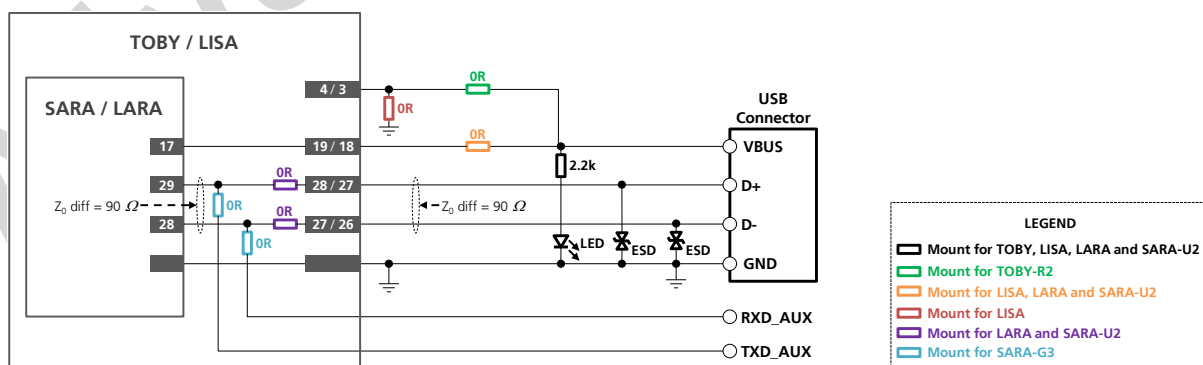 TOBY / LISA
SARA / LARA
4 / 3
0R
0R
USB
Connector
17
19 / 18
0R
VBUS
2.2k
29
0R
28 / 27
D+
Z0 diff = 90 Ω
0R
0R
Z0 diff = 90 Ω
28
27 / 26
D-
0R
LED
ESD
ESD
GND
RXD_AUX
TXD_AUX
LEGEND
Mount for TOBY, LISA, LARA and SARA-U2
Mount for TOBY-R2
Mount for LISA, LARA and SARA-U2
Mount for LISA
Mount for LARA and SARA-U2
Mount for SARA-G3